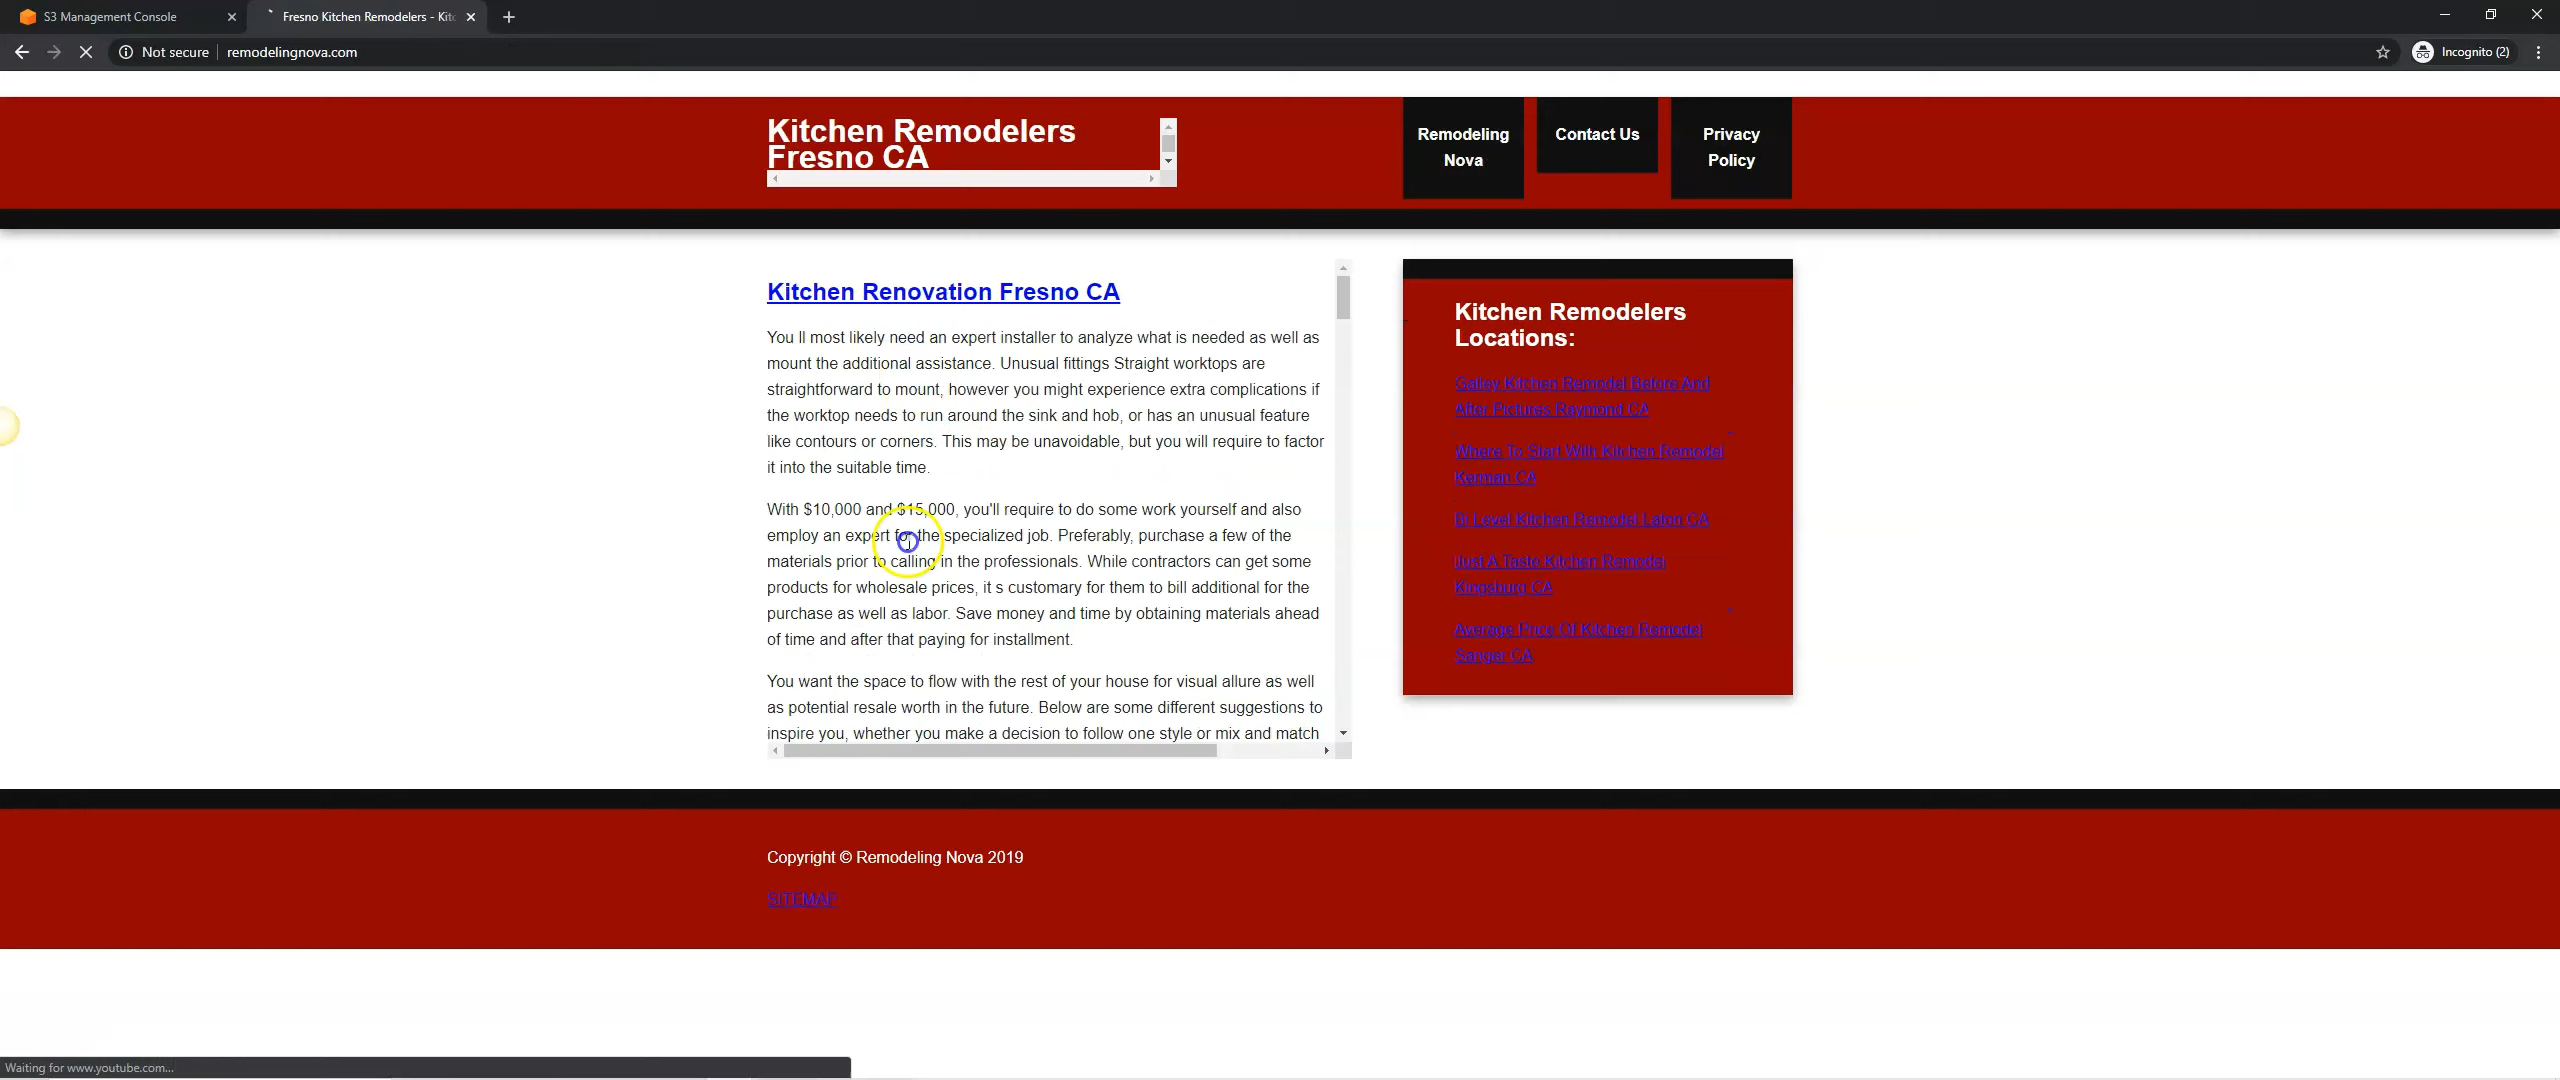 S3 Management Console
Fresno Kitchen Remodelers - Kitc
Not secure
remodelingnova.com
Incognito (2)
Kitchen Remodelers
Fresno CA
Remodeling
Nova
Contact Us
Privacy
Policy
Kitchen Renovation Fresno CA
You ll most likely need an expert installer to analyze what is needed as well as
mount the additional assistance. Unusual fittings Straight worktops are
straightforward to mount, however you might experience extra complications if
the worktop needs to run around the sink and hob, or has an unusual feature
like contours or corners. This may be unavoidable, but you will require to factor
it into the suitable time.
With $10,000 and $15,000, you'll require to do some work yourself and also
employ an expert for the specialized job. Preferably, purchase a few of the
materials prior to calling in the professionals. While contractors can get some
products for wholesale prices, it s customary for them to bill additional for the
purchase as well as labor. Save money and time by obtaining materials ahead
of time and after that paying for installment.
You want the space to flow with the rest of your house for visual allure as well
as potential resale worth in the future. Below are some different suggestions to
inspire you, whether you make a decision to follow one style or mix and match
Kitchen Remodelers
Locations:
Galley Kitchen Remodel Before And
After Pictures Raymond CA
Where To Start With Kitchen Remodel
Kerman CA
Bi Level Kitchen Remodel Laton CA
Just A Taste Kitchen Remodel
Kingsburg CA
Average Price Of Kitchen Remodel
Sanger CA
Copyright © Remodeling Nova 2019
SITEMAP
Waiting for www.youtube.com...